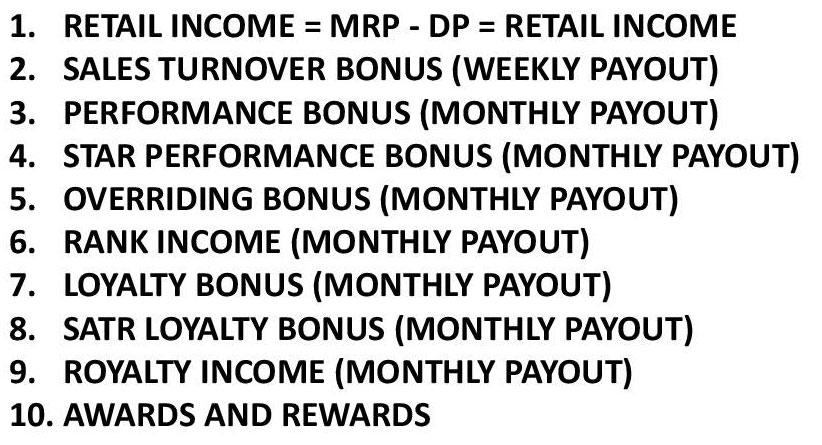 1. RETAIL INCOME = MRP - DP = RETAIL INCOME
2. SALES TURNOVER BONUS (WEEKLY PAYOUT)
3. PERFORMANCE BONUS (MONTHLY PAYOUT)
4. STAR PERFORMANCE BONUS (MONTHLY PAYOUT)
5. OVERRIDING BONUS (MONTHLY PAYOUT)
6. RANK INCOME (MONTHLY PAYOUT)
7. LOYALTY BONUS (MONTHLY PAYOUT)
8. SATR LOYALTY BONUS (MONTHLY PAYOUT)
9. ROYALTY INCOME (MONTHLY PAYOUT)
10. AWARDS AND REWARDS